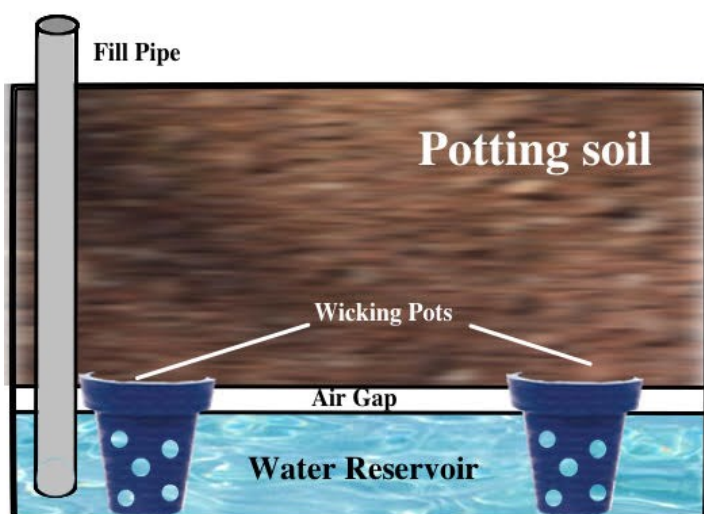 Fill Pipe
Potting soil
Wicking Pots
Air Gap
Water Reservoir